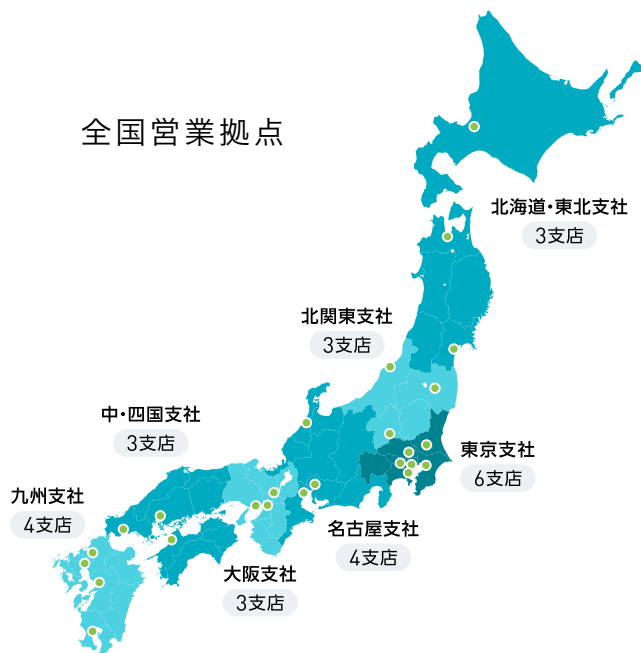 全国営業拠点
北海道・東北支社
3支店
北関東支社
3支店
中・四国支社
3支店
東京支社
6支店
九州支社
4支店
名古屋支社
4支店
大阪支社
3支店